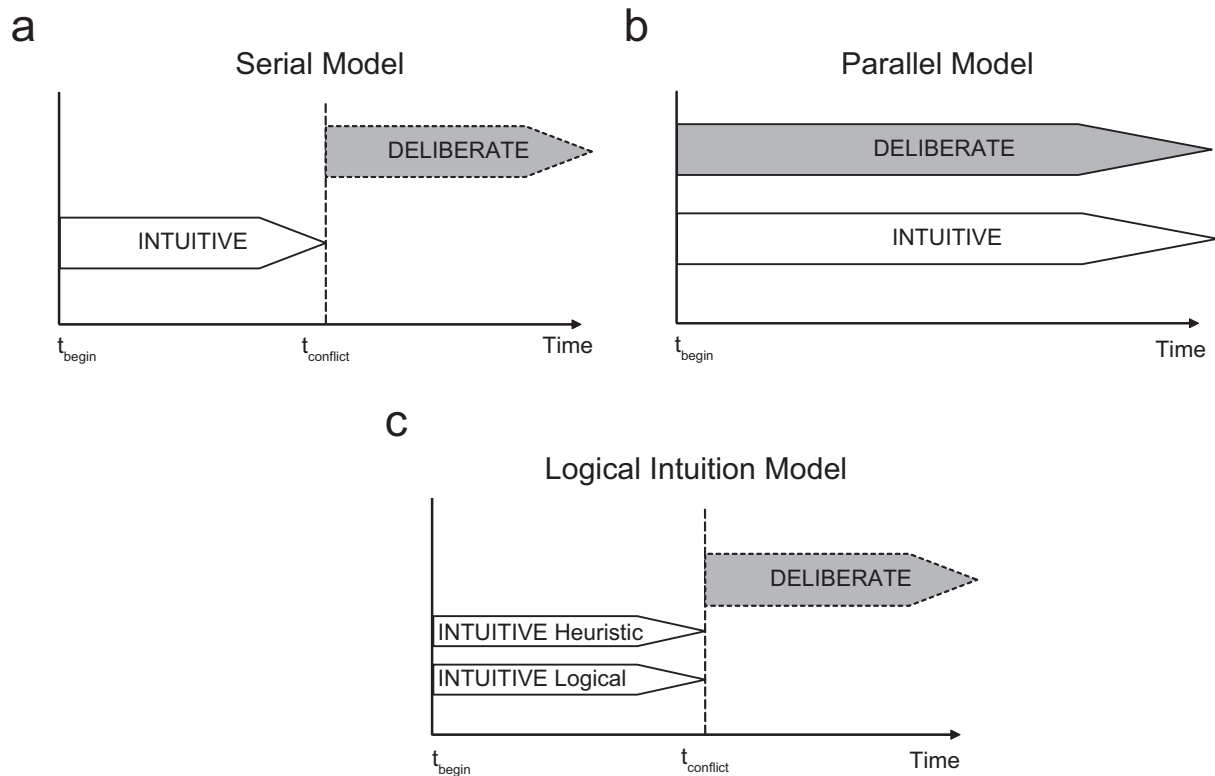 a
Serial Model
DELIBERATE
INTUITIVE
t_begin
t_conflict
Time
b
Parallel Model
DELIBERATE
INTUITIVE
t_begin
Time
c
Logical Intuition Model
DELIBERATE
INTUITIVE Heuristic
INTUITIVE Logical
t_begin
t_conflict
Time